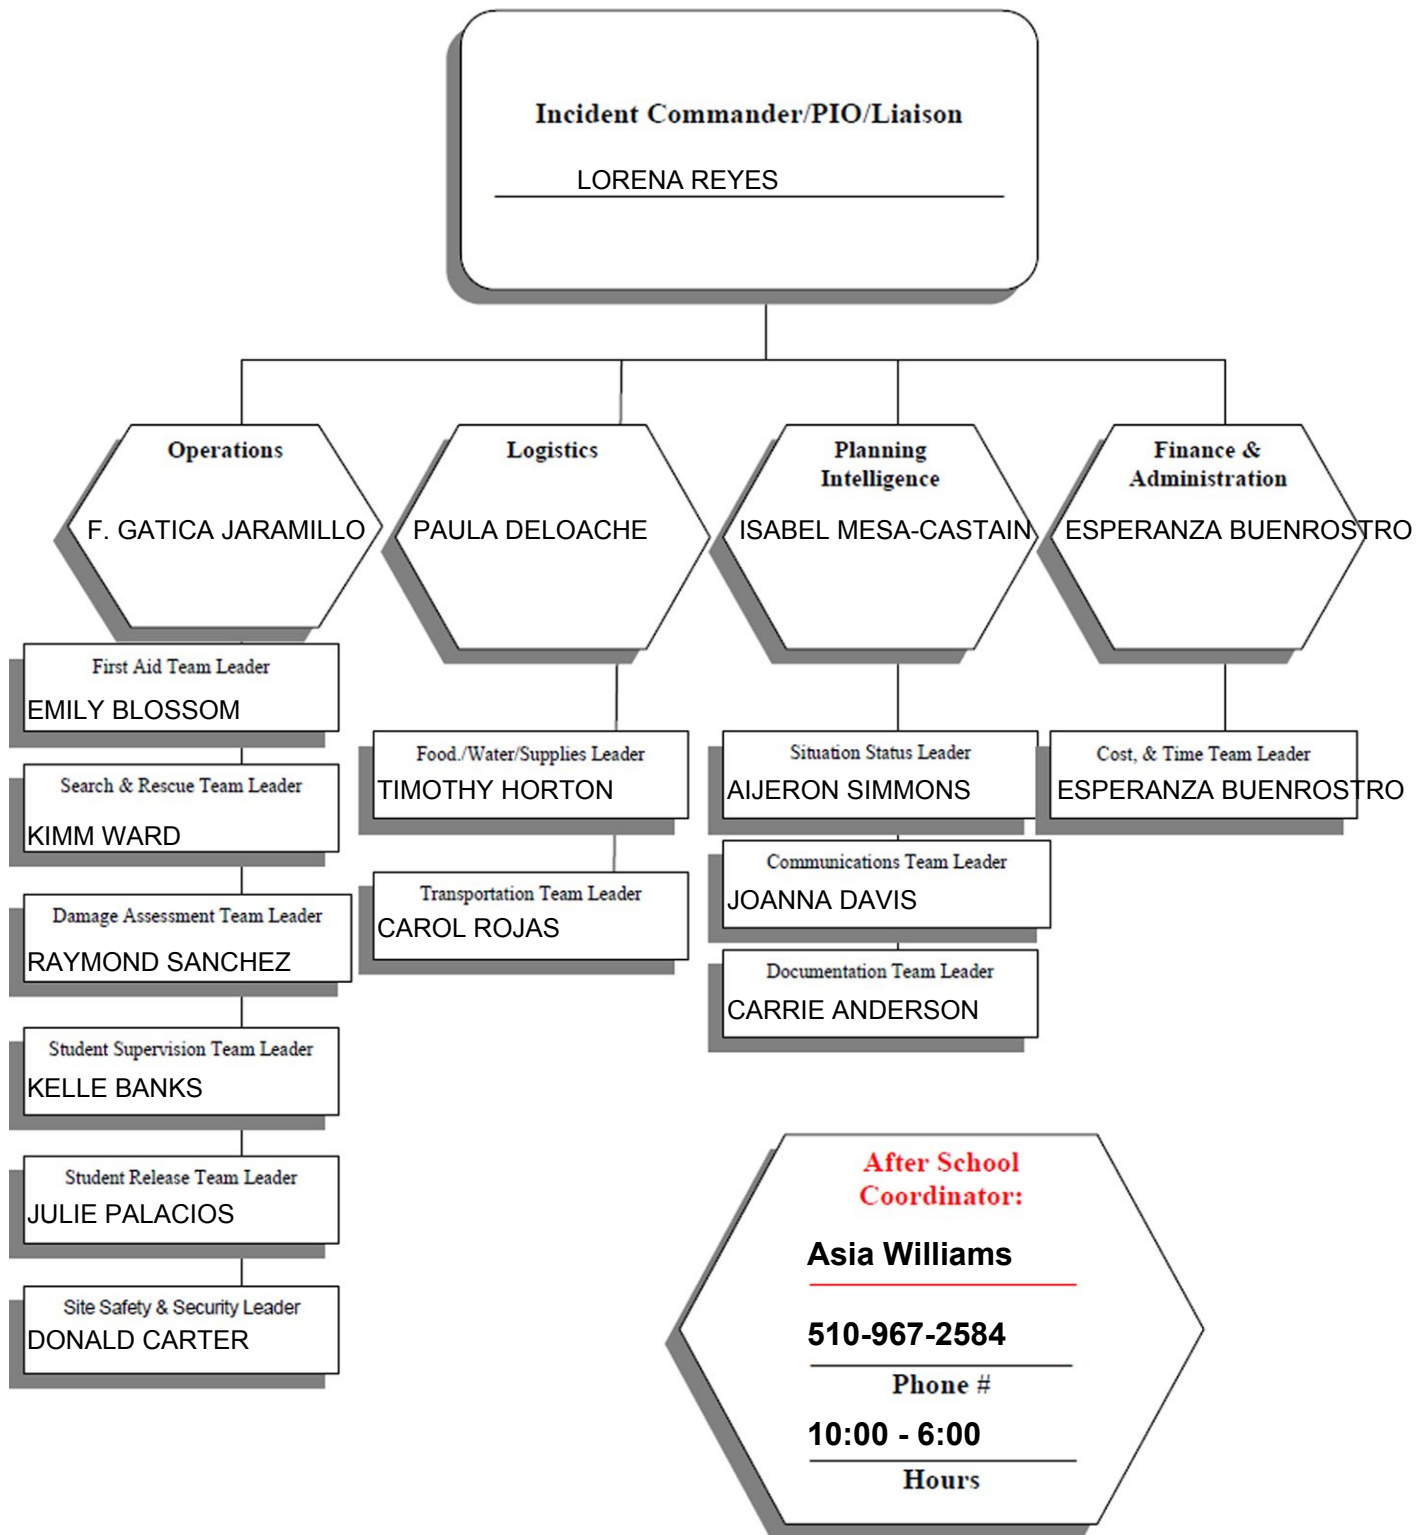 Incident Commander/PIO/Liaison
LORENA REYES
Operations
F. GATICA JARAMILLO
Logistics
PAULA DELOACHE
Planning
Intelligence
ISABEL MESA-CASTAIN
Finance &
Administration
ESPERANZA BUENROSTRO
First Aid Team Leader
EMILY BLOSSOM
Search & Rescue Team Leader
KIMM WARD
Damage Assessment Team Leader
RAYMOND SANCHEZ
Student Supervision Team Leader
KELLE BANKS
Student Release Team Leader
JULIE PALACIOS
Site Safety & Security Leader
DONALD CARTER
Food./Water/Supplies Leader
TIMOTHY HORTON
Transportation Team Leader
CAROL ROJAS
Situation Status Leader
AIJERON SIMMONS
Communications Team Leader
JOANNA DAVIS
Documentation Team Leader
CARRIE ANDERSON
Cost, & Time Team Leader
ESPERANZA BUENROSTRO
After School
Coordinator:
Asia Williams
510-967-2584
Phone #
10:00 - 6:00
Hours